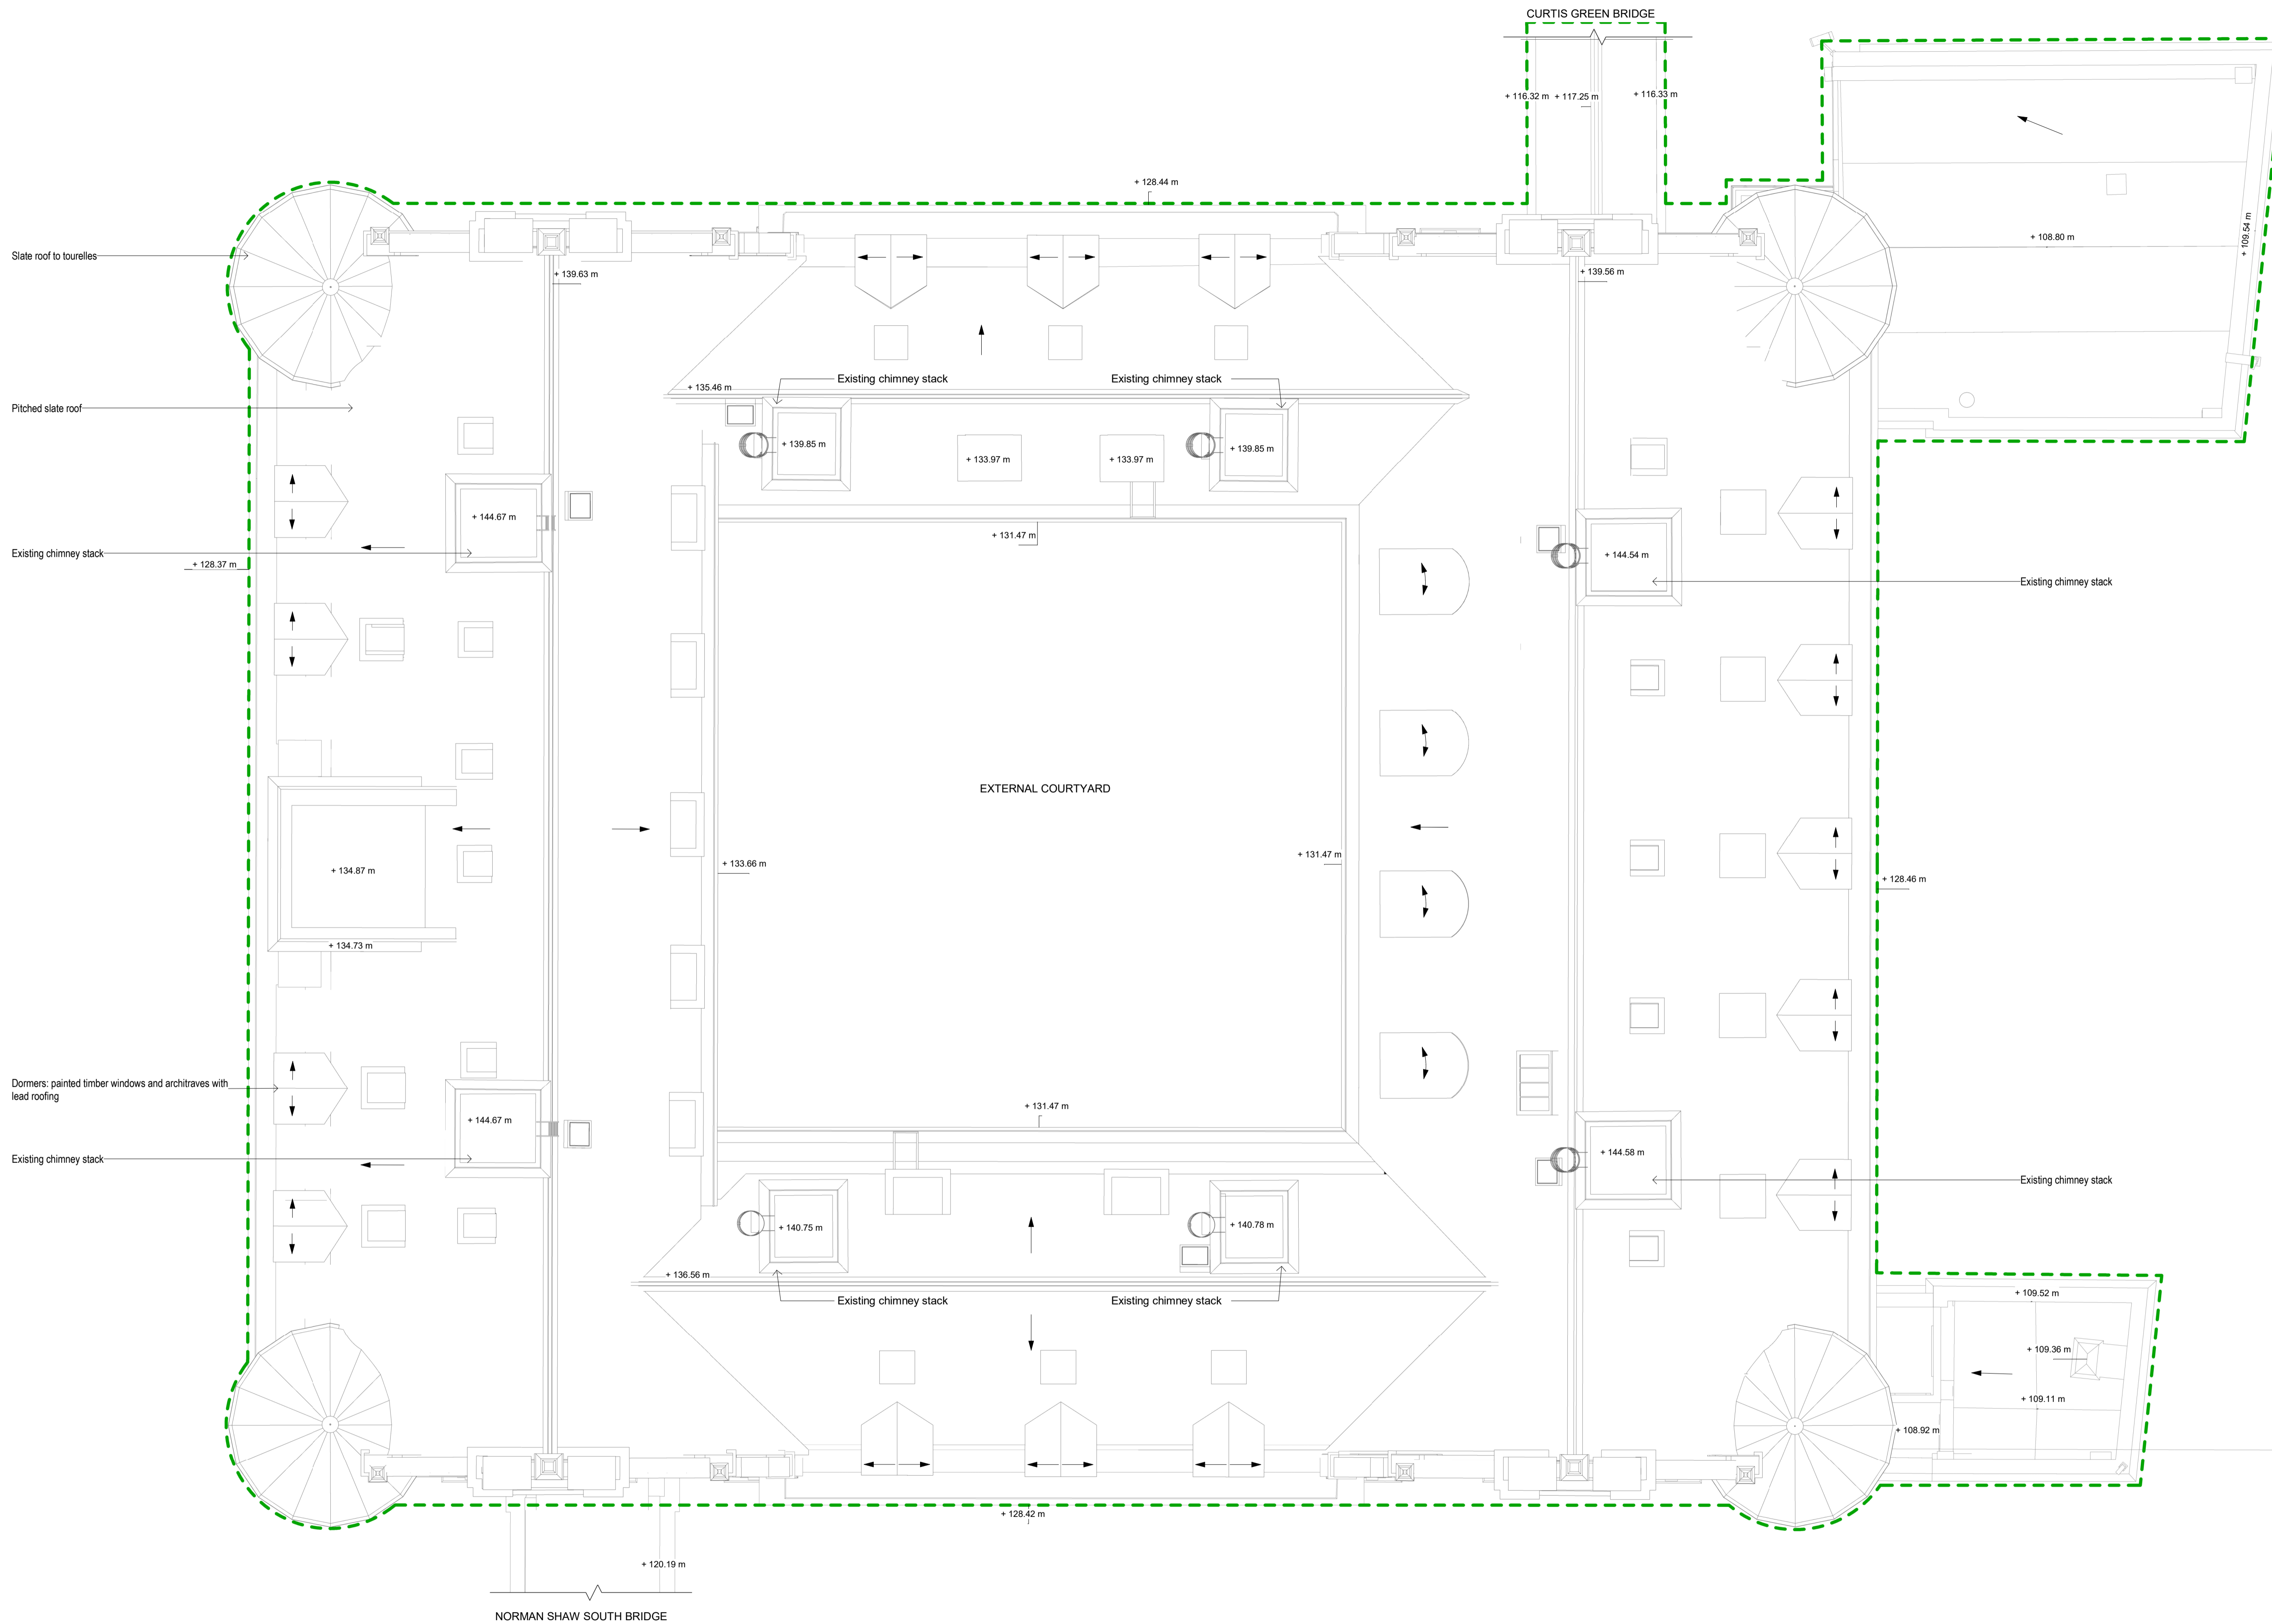 CURTIS GREEN BRIDGE
+ 116.32 m
+ 117.25 m
+ 116.33 m
+ 128.44 m
+ 109.54 m
+ 108.80 m
Slate roof to tourelles
+ 139.63 m
+ 139.56 m
Existing chimney stack
Existing chimney stack
+ 135.46 m
Pitched slate roof
+ 139.85 m
+ 133.97 m
+ 133.97 m
+ 139.85 m
+ 144.67 m
+ 131.47 m
Existing chimney stack
+ 144.54 m
+ 128.37 m
Existing chimney stack
EXTERNAL COURTYARD
+ 134.87 m
+ 133.66 m
+ 131.47 m
+ 128.46 m
+ 134.73 m
Dormers: painted timber windows and architraves with
lead roofing
+ 131.47 m
+ 144.67 m
+ 144.58 m
Existing chimney stack
Existing chimney stack
+ 140.75 m
+ 140.78 m
+ 136.56 m
Existing chimney stack
Existing chimney stack
+ 109.52 m
+ 109.36 m
+ 109.11 m
+ 108.92 m
+ 128.42 m
+ 120.19 m
NORMAN SHAW SOUTH BRIDGE